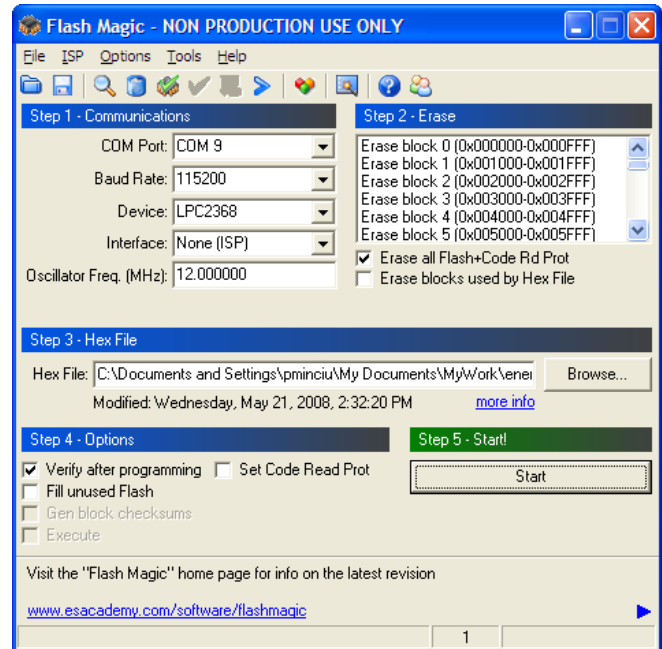 Flash Magic - NON PRODUCTION USE ONLY
File ISP Options Tools Help
Step 1 - Communications
COM Port: COM 9
Baud Rate: 115200
Device: LPC2368
Interface: None (ISP)
Oscillator Freq. (MHz): 12.000000
Step 2 - Erase
Erase block 0 (0x000000-0x000FFF)
Erase block 1 (0x001000-0x001FFF)
Erase block 2 (0x002000-0x002FFF)
Erase block 3 (0x003000-0x003FFF)
Erase block 4 (0x004000-0x004FFF)
Erase block 5 (0x005000-0x005FFF)
Erase all Flash+Code Rd Prot
Erase blocks used by Hex File
Step 3 - Hex File
Hex File: C:\Documents and Settings\pminciu\My Documents\MyWork\ener Browse...
Modified: Wednesday, May 21, 2008, 2:32:20 PM more info
Step 4 - Options
Verify after programming Set Code Read Prot
Fill unused Flash
Gen block checksums
Execute
Step 5 - Start!
Start
Visit the "Flash Magic" home page for info on the latest revision
www.esacademy.com/software/flashmagic
1